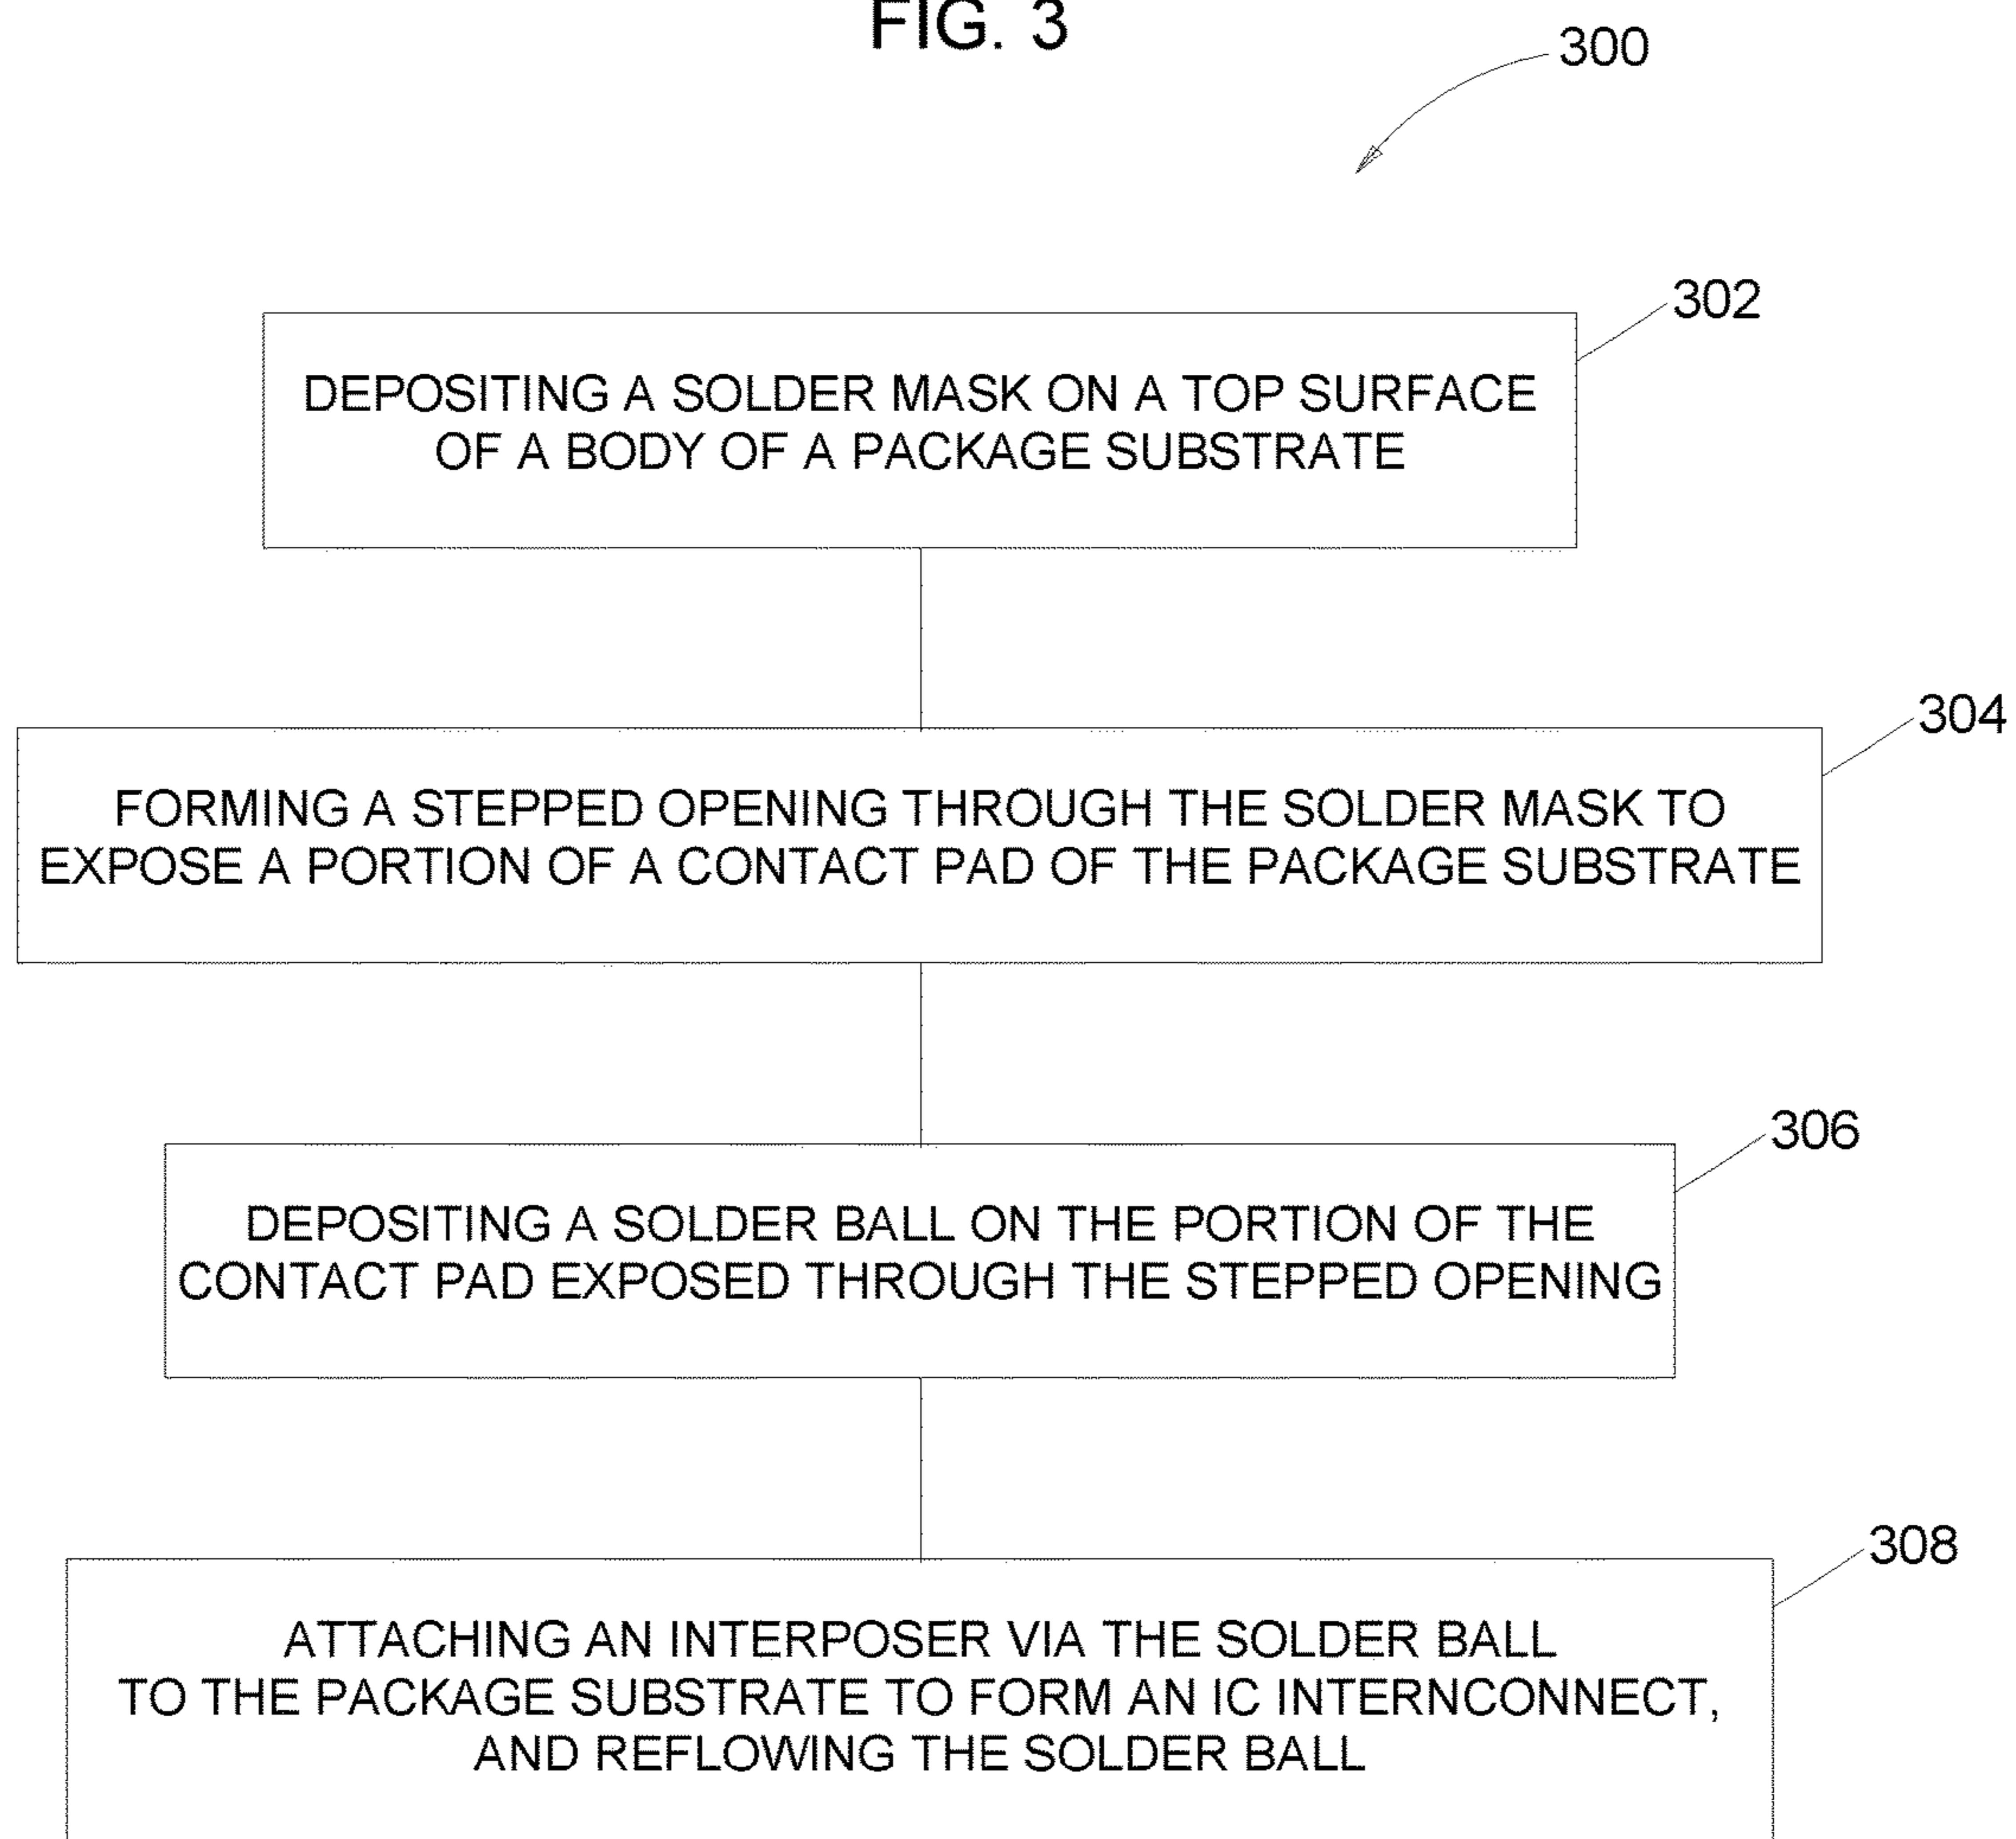 FIG. 3
300
302
DEPOSITING A SOLDER MASK ON A TOP SURFACE
OF A BODY OF A PACKAGE SUBSTRATE
304
FORMING A STEPPED OPENING THROUGH THE SOLDER MASK TO
EXPOSE A PORTION OF A CONTACT PAD OF THE PACKAGE SUBSTRATE
306
DEPOSITING A SOLDER BALL ON THE PORTION OF THE
CONTACT PAD EXPOSED THROUGH THE STEPPED OPENING
308
ATTACHING AN INTERPOSER VIA THE SOLDER BALL
TO THE PACKAGE SUBSTRATE TO FORM AN IC INTERNCONNECT,
AND REFLOWING THE SOLDER BALL